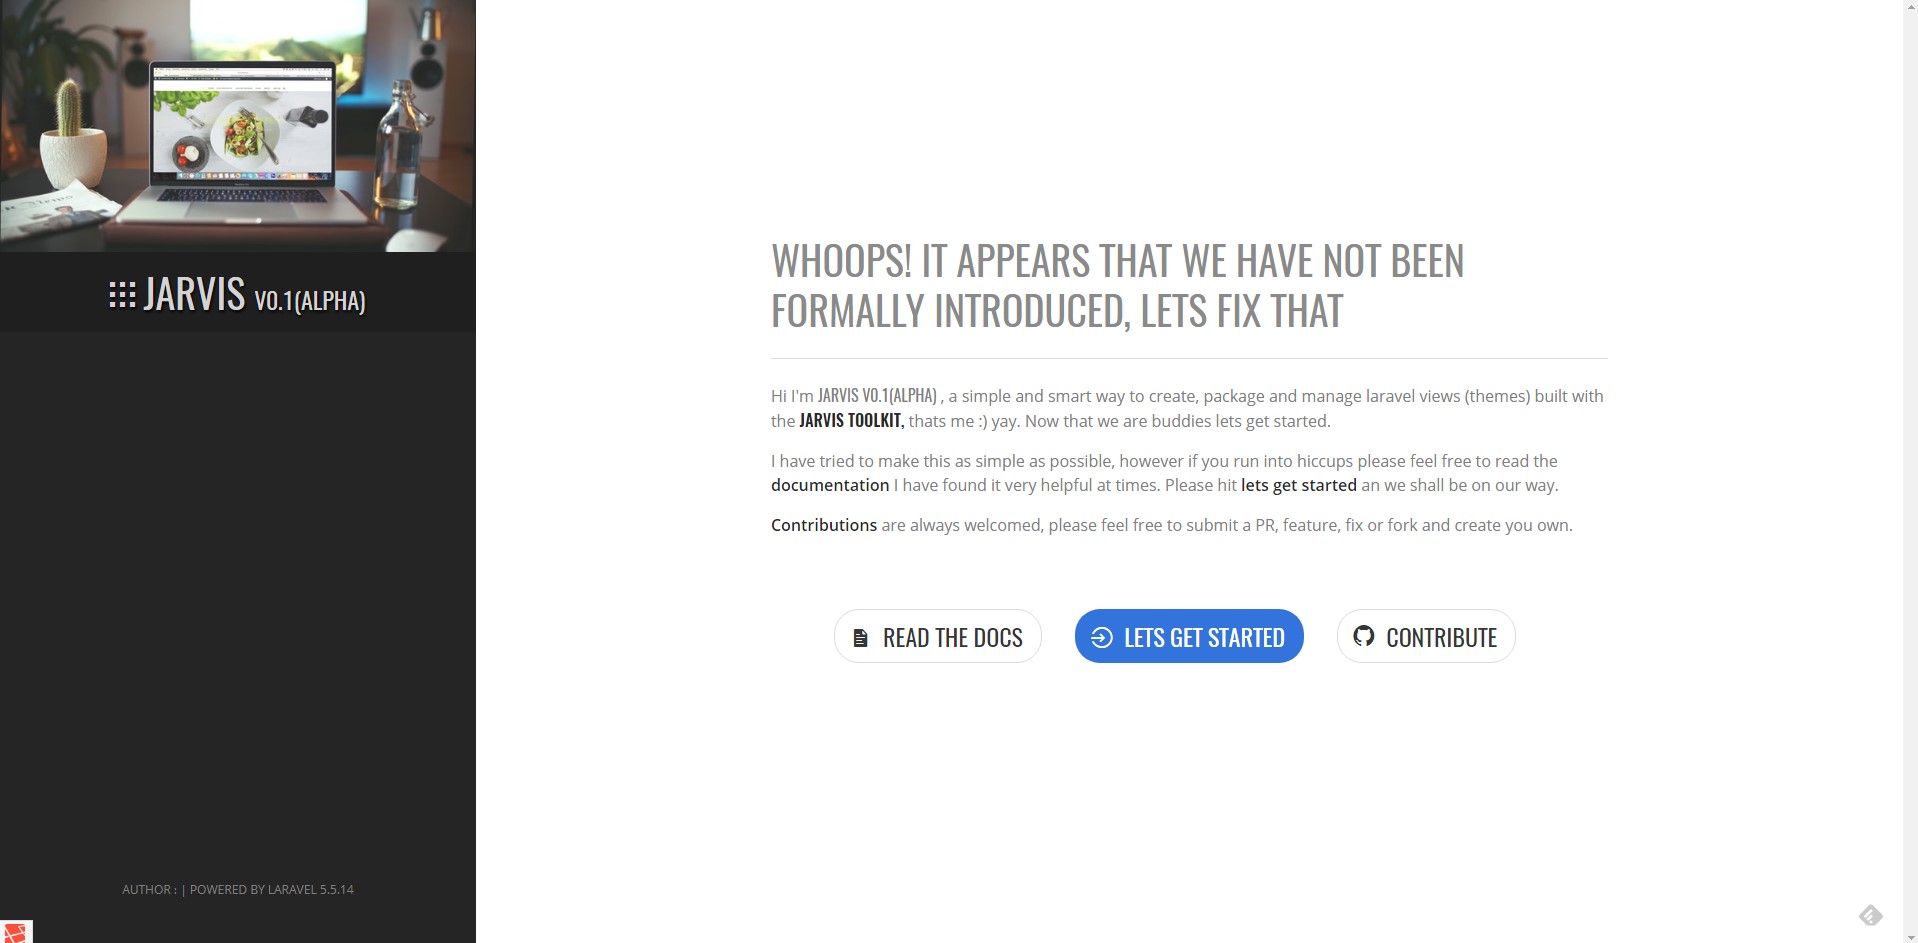 JARVIS V0.1(ALPHA)
AUTHOR : | POWERED BY LARAVEL 5.5.14
WHOOPS! IT APPEARS THAT WE HAVE NOT BEEN
FORMALLY INTRODUCED, LETS FIX THAT
Hi I'm JARVIS V0.1(ALPHA) , a simple and smart way to create, package and manage laravel views (themes) built with
the JARVIS TOOLKIT, thats me :) yay. Now that we are buddies lets get started.
I have tried to make this as simple as possible, however if you run into hiccups please feel free to read the
documentation I have found it very helpful at times. Please hit lets get started an we shall be on our way.
Contributions are always welcomed, please feel free to submit a PR, feature, fix or fork and create you own.
READ THE DOCS
LETS GET STARTED
CONTRIBUTE